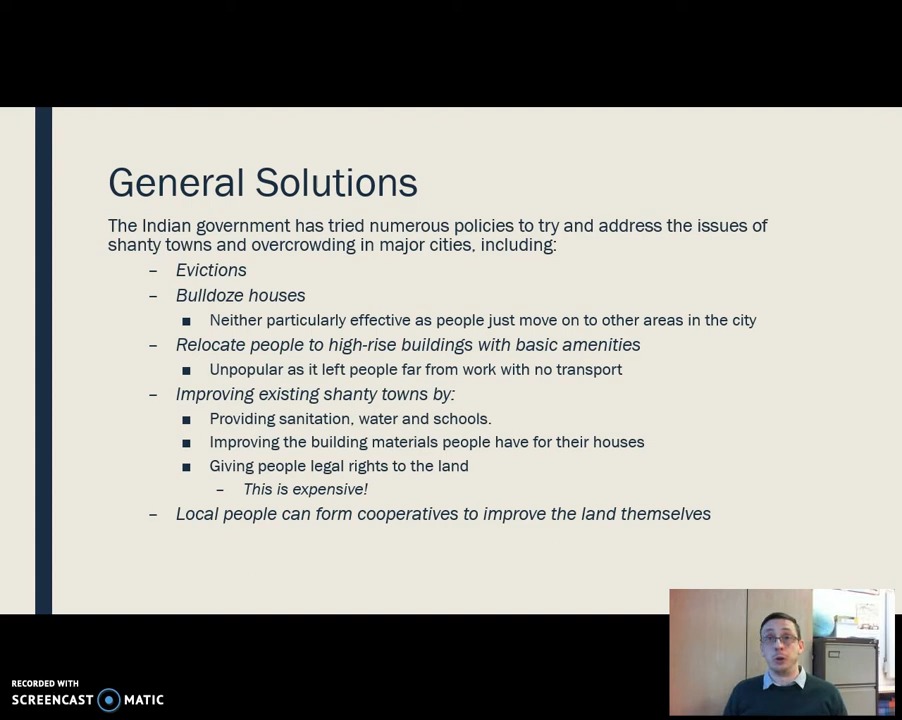 General Solutions
The Indian government has tried numerous policies to try and address the issues of
shanty towns and overcrowding in major cities, including:
– Evictions
– Bulldoze houses
■ Neither particularly effective as people just move on to other areas in the city
– Relocate people to high-rise buildings with basic amenities
■ Unpopular as it left people far from work with no transport
– Improving existing shanty towns by:
■ Providing sanitation, water and schools.
■ Improving the building materials people have for their houses
■ Giving people legal rights to the land
– This is expensive!
– Local people can form cooperatives to improve the land themselves
RECORDED WITH
SCREENCAST MATIC